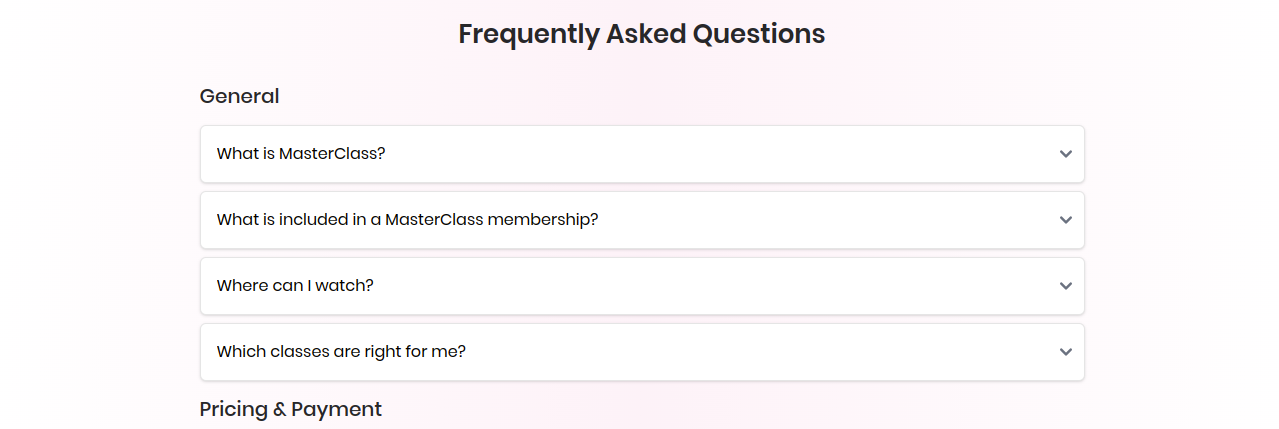 Frequently Asked Questions
General
What is MasterClass?
What is included in a MasterClass membership?
Where can I watch?
Which classes are right for me?
Pricing & Payment